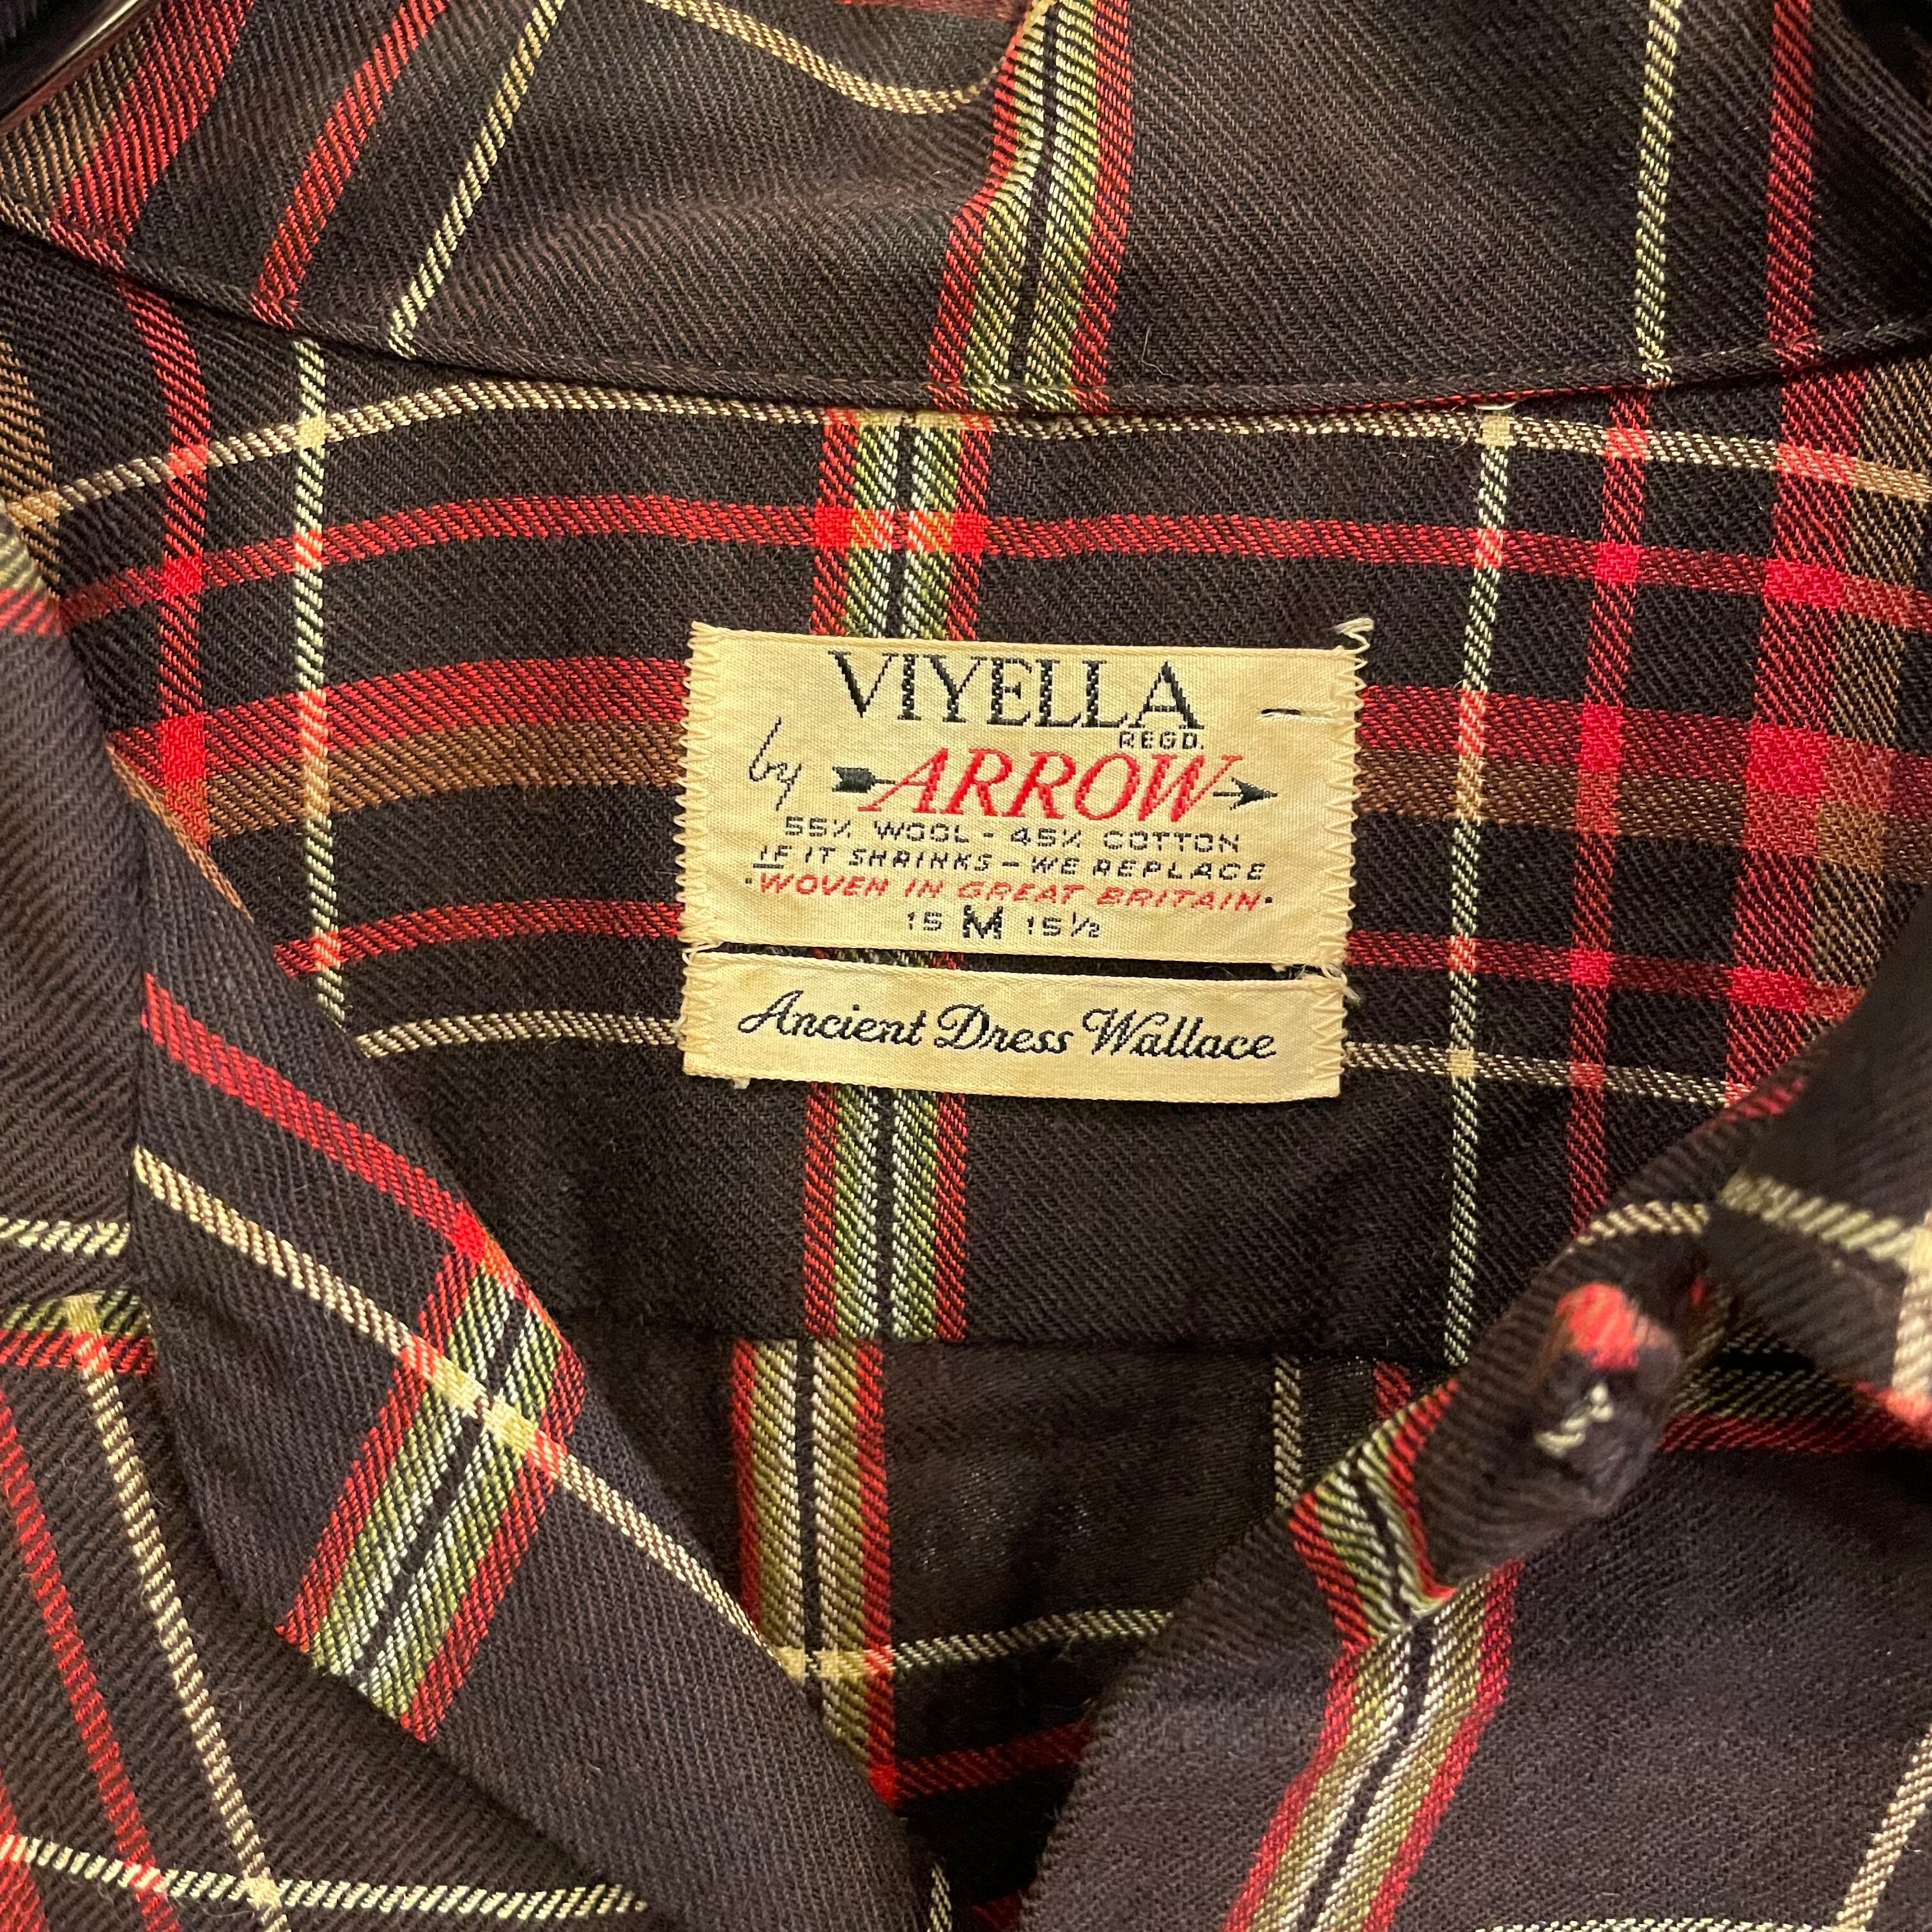 VIYELLA
REGD.
by ARROW
55% WOOL - 45% COTTON
IF IT SHRINKS - WE REPLACE
·WOVEN IN GREAT BRITAIN·
15 M 15½
Ancient Dress Wallace